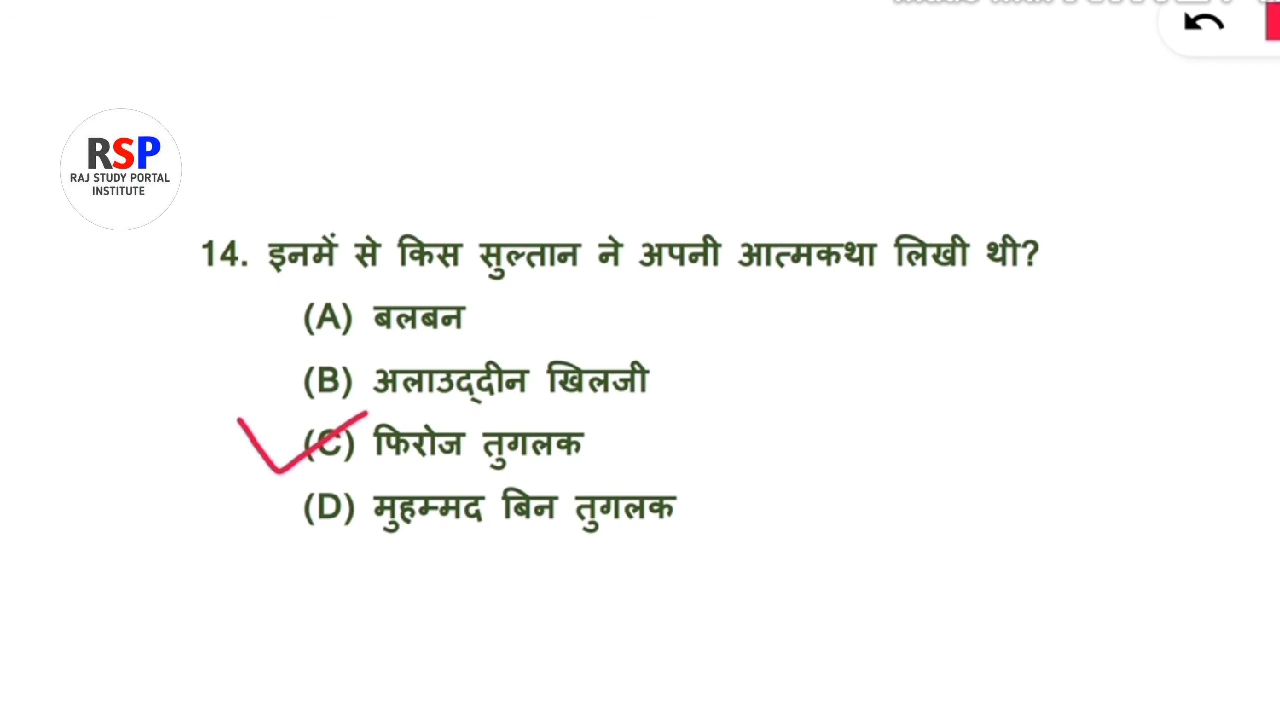 RSP
RAJ STUDY PORTAL
INSTITUTE
14. इनमें से किस सुल्तान ने अपनी आत्मकथा लिखी थी?
(A) बलबन
(B) अलाउद्दीन खिलजी
(C) फिरोज तुगलक
(D) मुहम्मद बिन तुगलक